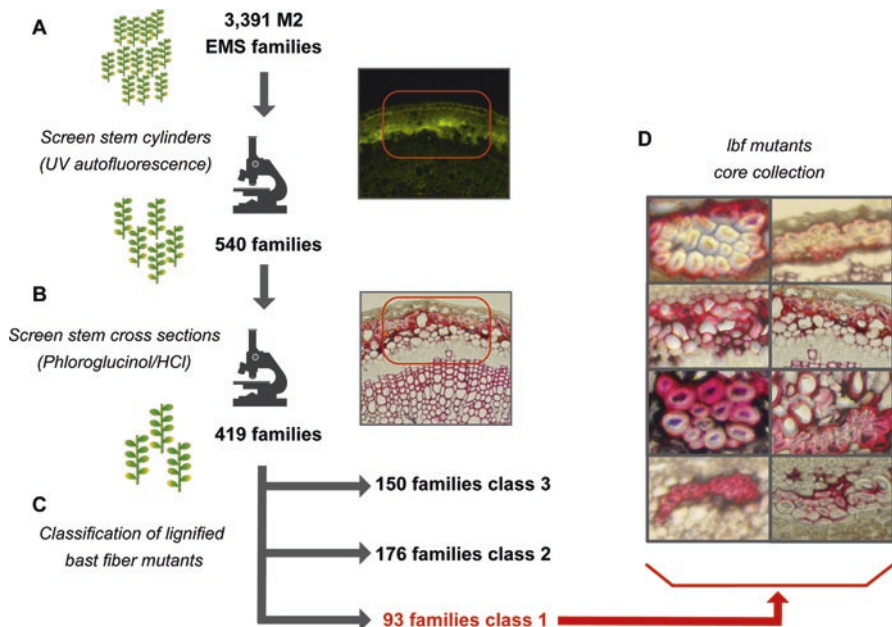 A
3,391 M2
EMS families
Screen stem cylinders
(UV autofluorescence)
540 families
B
Screen stem cross sections
(Phloroglucinol/HCl)
419 families
C
Classification of lignified
bast fiber mutants
150 families class 3
176 families class 2
93 families class 1
D
lbf mutants
core collection